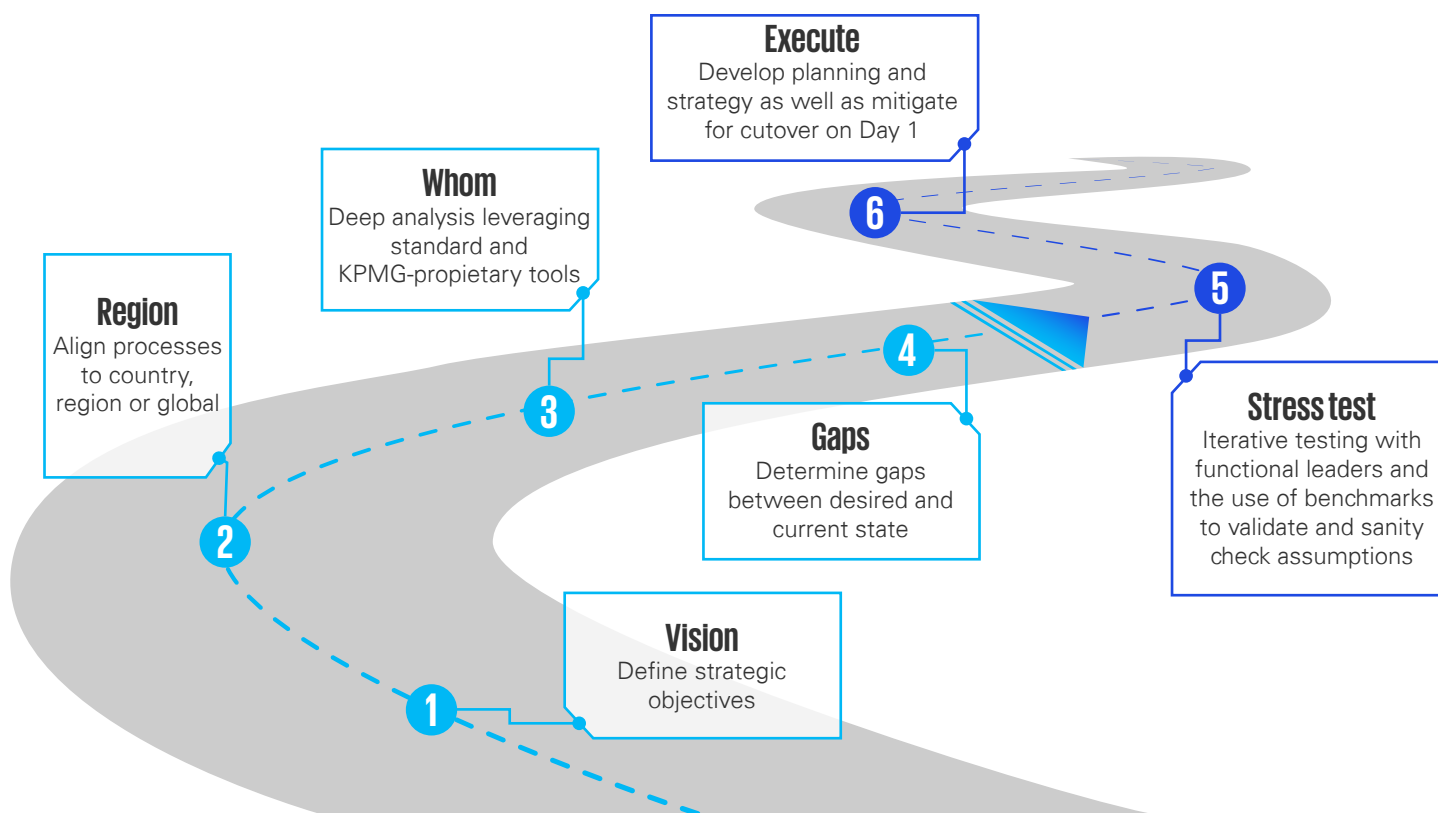 Execute
Develop planning and
strategy as well as mitigate
for cutover on Day 1
6
Whom
Deep analysis leveraging
standard and
KPMG-propietary tools
3
Region
Align processes
to country,
region or global
2
5
Stress test
Iterative testing with
functional leaders and
the use of benchmarks
to validate and sanity
check assumptions
4
Gaps
Determine gaps
between desired and
current state
Vision
Define strategic
objectives
1